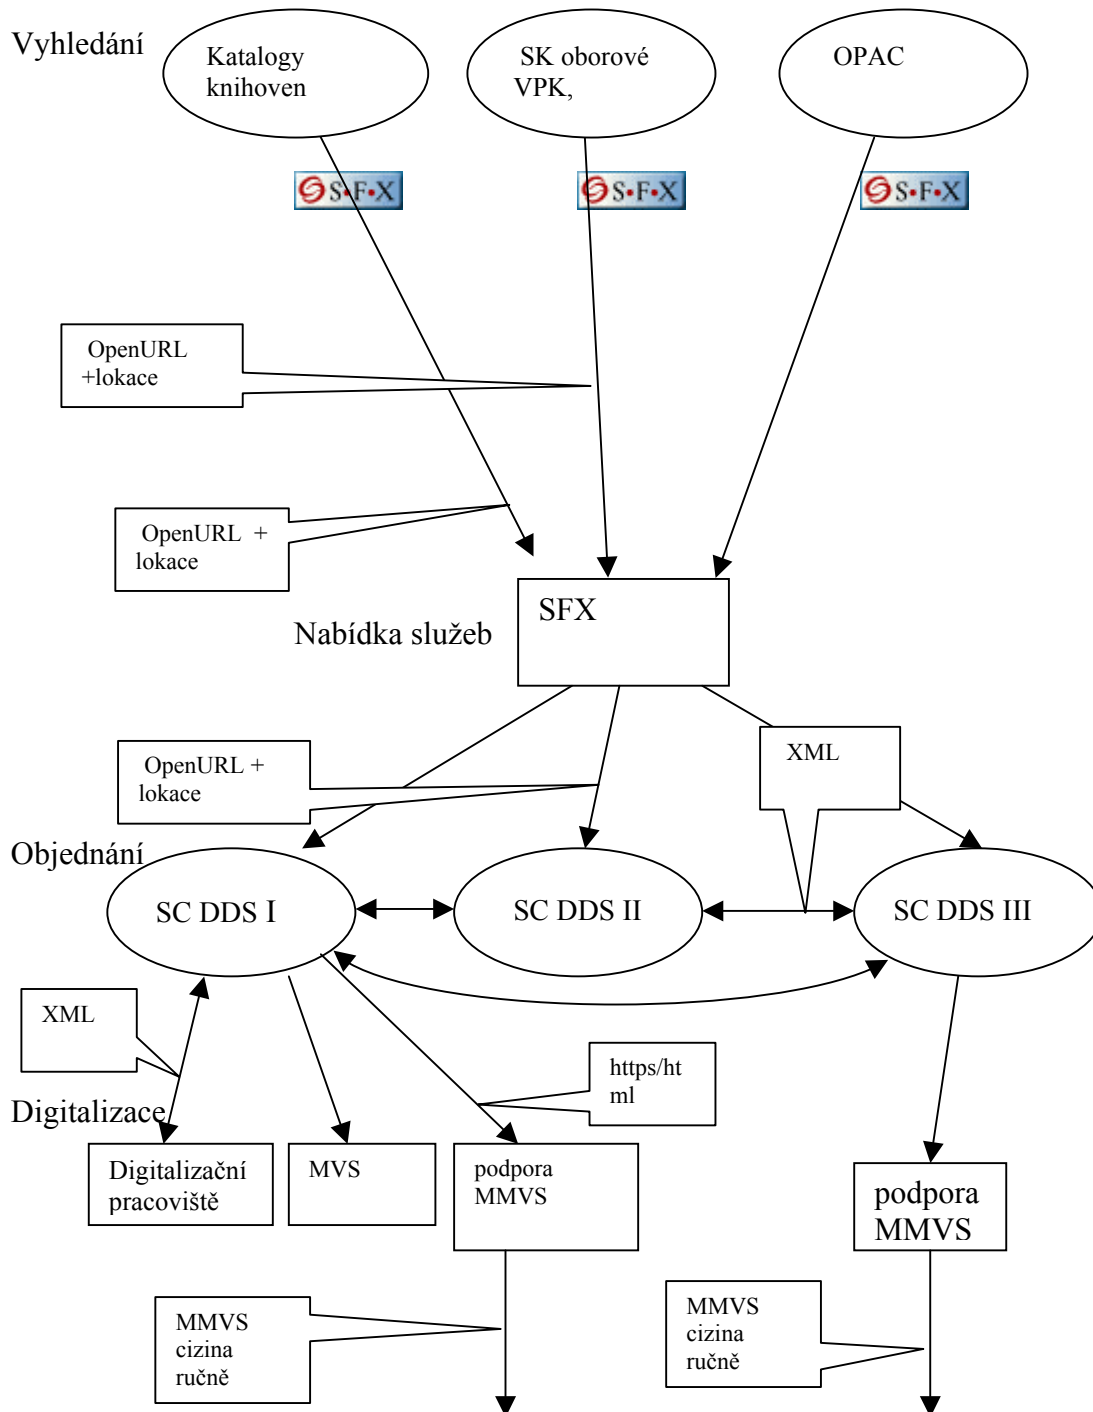 Vyhledání
Katalogy
knihoven
SK oborové
VPK,
OPAC
S•F•X
S•F•X
S•F•X
OpenURL
+lokace
OpenURL +
lokace
SFX
Nabídka služeb
OpenURL +
lokace
XML
Objednání
SC DDS I
SC DDS II
SC DDS III
XML
https/ht
ml
Digitalizace
Digitalizační
pracoviště
MVS
podpora
MMVS
podpora
MMVS
MMVS
cizina
ručně
MMVS
cizina
ručně